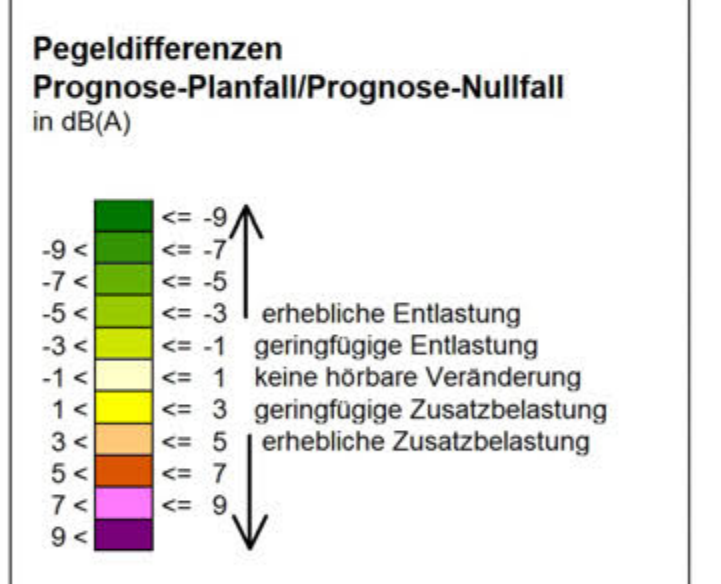 Pegeldifferenzen
Prognose-Planfall/Prognose-Nullfall
in dB(A)
<= -9
-9 < <= -7
-7 < <= -5
-5 < <= -3 erhebliche Entlastung
-3 < <= -1 geringfügige Entlastung
-1 < <= 1 keine hörbare Veränderung
1 < <= 3 geringfügige Zusatzbelastung
3 < <= 5 erhebliche Zusatzbelastung
5 < <= 7
7 < <= 9
9 <